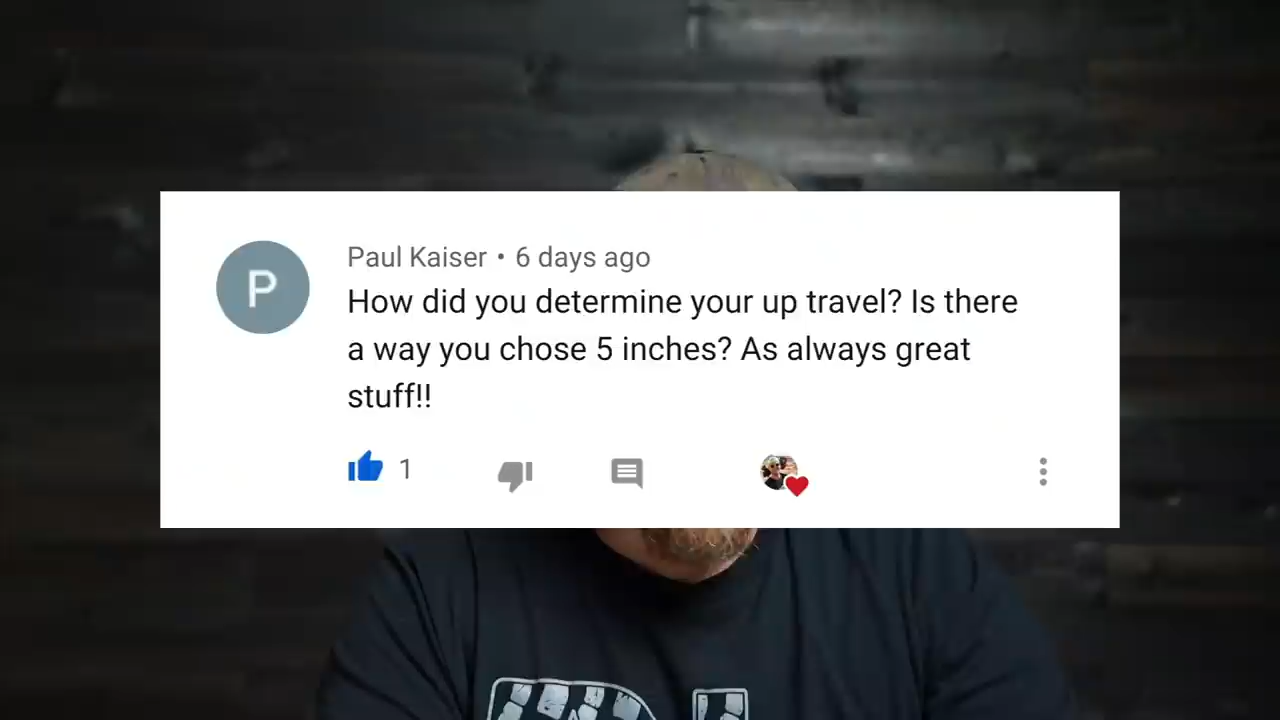 P
Paul Kaiser • 6 days ago
How did you determine your up travel? Is there
a way you chose 5 inches? As always great
stuff!!
1